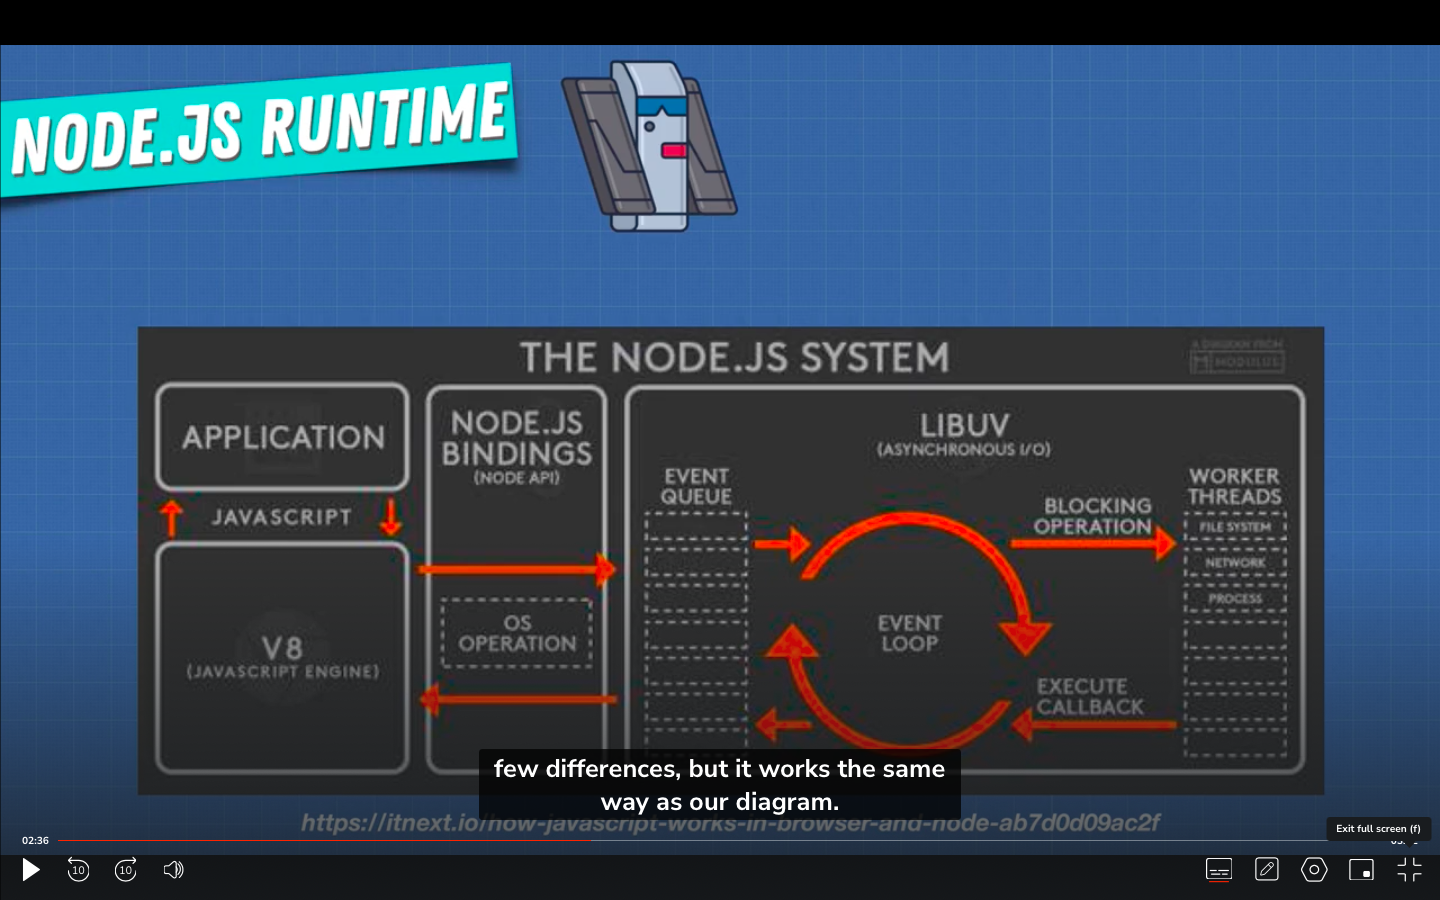 NODE.JS RUNTIME
THE NODE.JS SYSTEM
A DIAGRAM FROM
MODULUS
APPLICATION
JAVASCRIPT
V8
(JAVASCRIPT ENGINE)
NODE.JS
BINDINGS
(NODE API)
OS
OPERATION
LIBUV
(ASYNCHRONOUS I/O)
EVENT
QUEUE
EVENT
LOOP
BLOCKING
OPERATION
EXECUTE
CALLBACK
WORKER
THREADS
FILE SYSTEM
NETWORK
PROCESS
few differences, but it works the same
way as our diagram.
https://itnext.io/how-javascript-works-in-browser-and-node-ab7d0d09ac2f
02:36
Exit full screen (f)
10
10